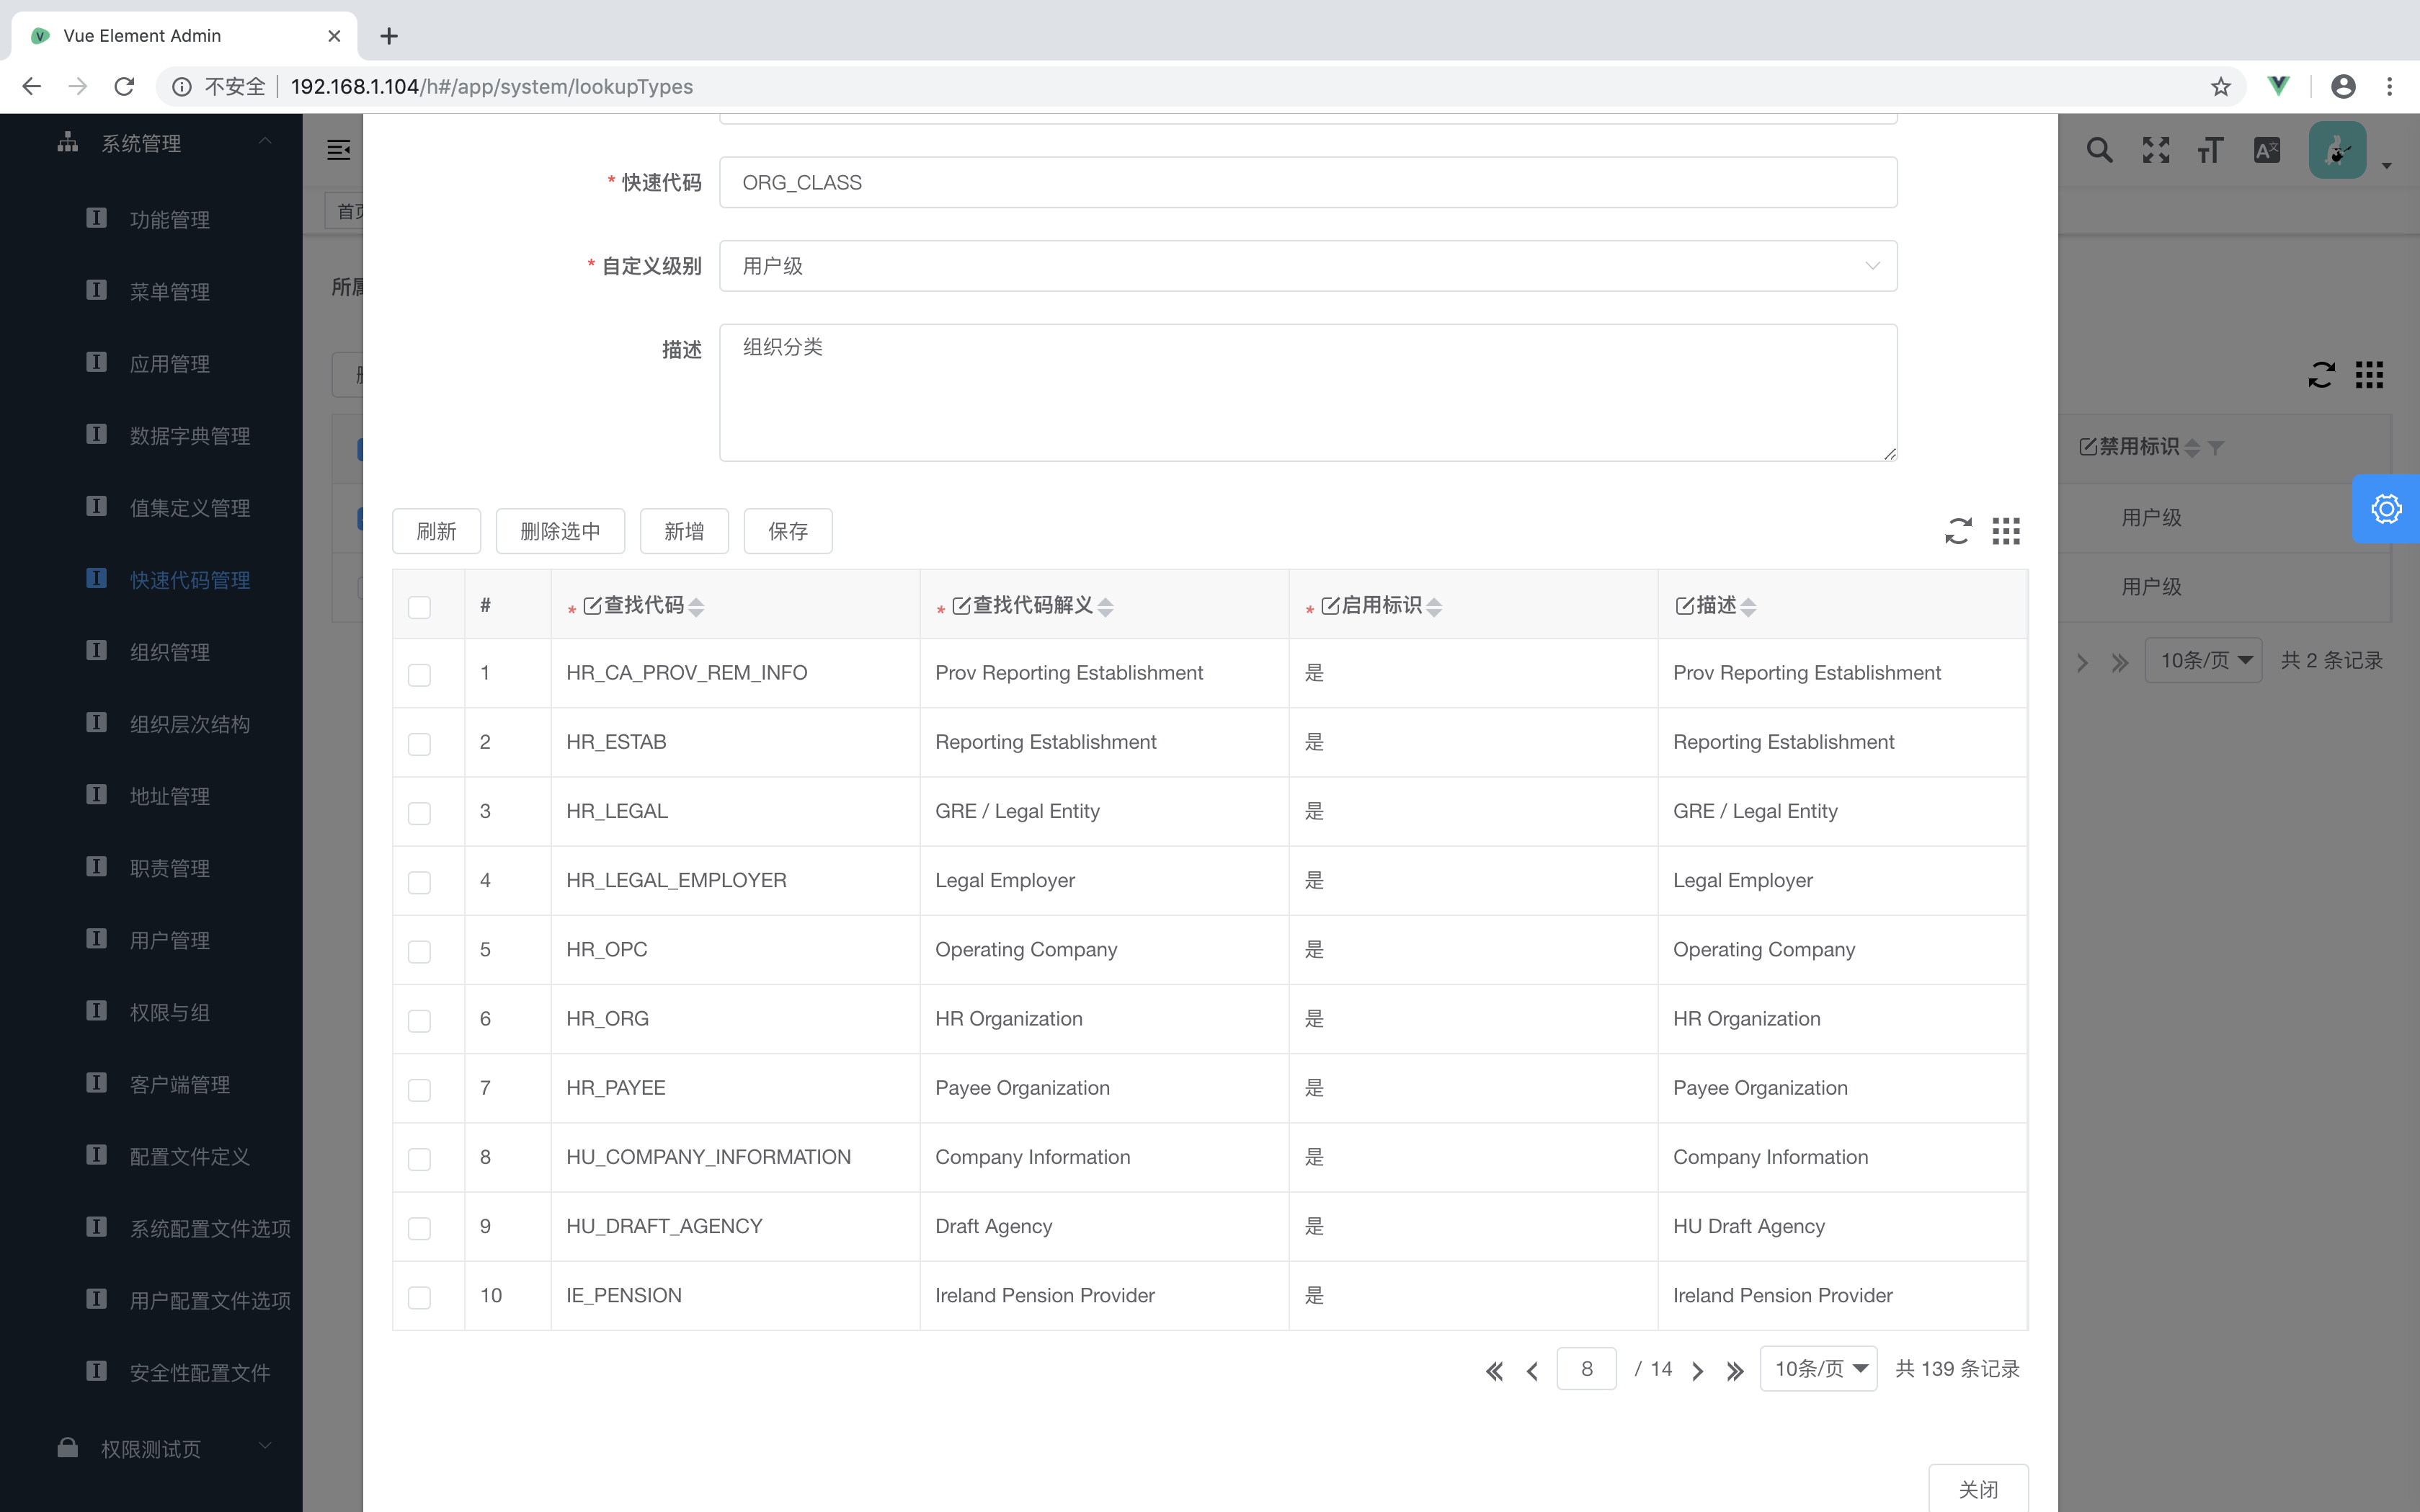 Vue Element Admin
不安全
192.168.1.104/h#/app/system/lookupTypes
系统管理
功能管理
菜单管理
应用管理
数据字典管理
值集定义管理
快速代码管理
组织管理
组织层次结构
地址管理
职责管理
用户管理
权限与组
客户端管理
配置文件定义
系统配置文件选项
用户配置文件选项
安全性配置文件
权限测试页
首页
所属
* 快速代码 ORG_CLASS
* 自定义级别 用户级
描述 组织分类
刷新 删除选中 新增 保存
# * 查找代码 * 查找代码解义 * 启用标识 描述
1 HR_CA_PROV_REM_INFO Prov Reporting Establishment 是 Prov Reporting Establishment
2 HR_ESTAB Reporting Establishment 是 Reporting Establishment
3 HR_LEGAL GRE / Legal Entity 是 GRE / Legal Entity
4 HR_LEGAL_EMPLOYER Legal Employer 是 Legal Employer
5 HR_OPC Operating Company 是 Operating Company
6 HR_ORG HR Organization 是 HR Organization
7 HR_PAYEE Payee Organization 是 Payee Organization
8 HU_COMPANY_INFORMATION Company Information 是 Company Information
9 HU_DRAFT_AGENCY Draft Agency 是 HU Draft Agency
10 IE_PENSION Ireland Pension Provider 是 Ireland Pension Provider
8 / 14 10条/页 共 139 条记录
关闭
禁用标识
用户级
用户级
10条/页 共 2 条记录